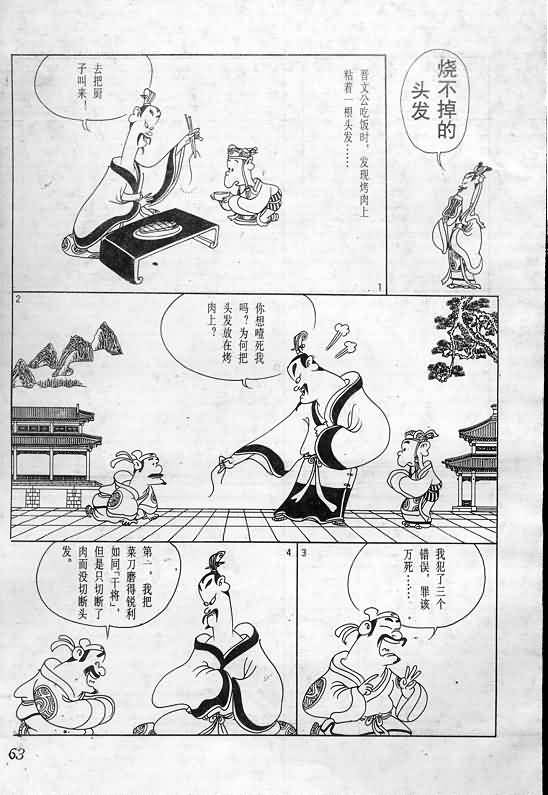 烧不掉的
头发
晋文公吃饭时，发现烤肉上
粘着一根头发……
去把厨
子叫来！
1
2
你想噎死我
吗？为何把
头发放在烤
肉上？
3
我犯了三个
错误，罪该
万死……
4
第一，我把
菜刀磨得锐利
如同「干将」，
但是只切断了
肉而没切断头
发。
63